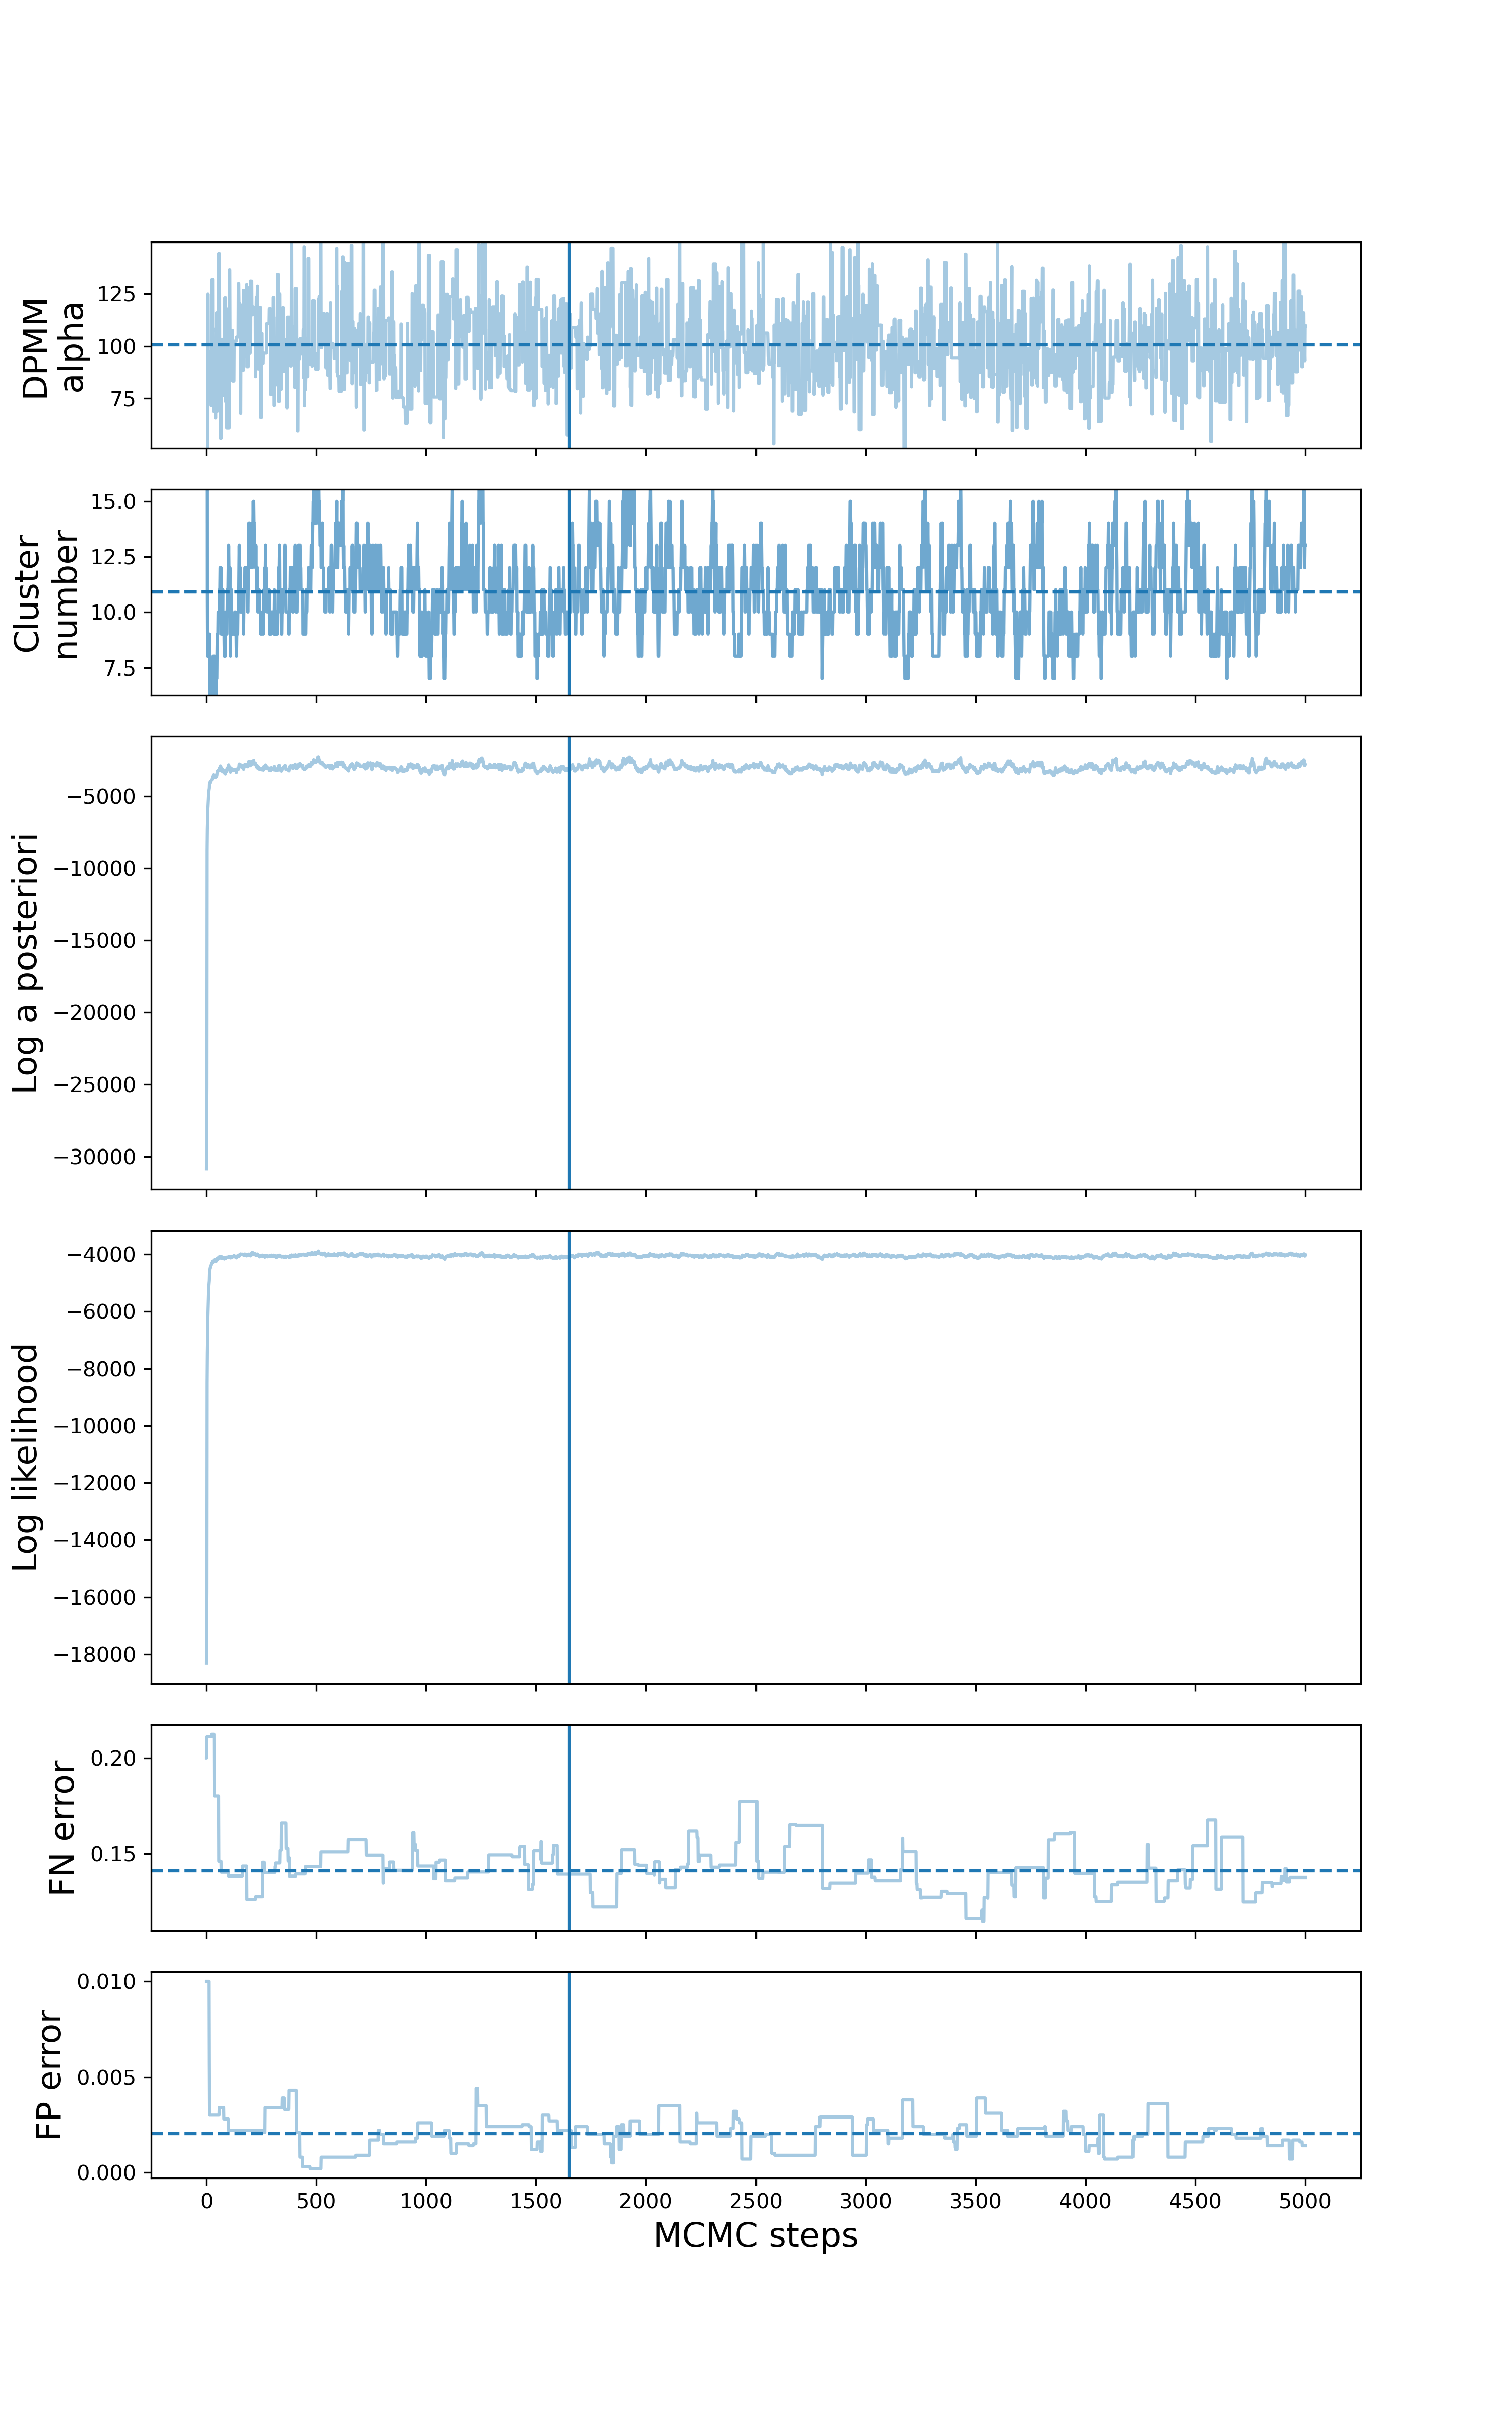 DPMM
alpha
125
100
75
Cluster
number
15.0
12.5
10.0
7.5
Log a posteriori
−5000
−10000
−15000
−20000
−25000
−30000
Log likelihood
−4000
−6000
−8000
−10000
−12000
−14000
−16000
−18000
FN error
0.20
0.15
FP error
0.010
0.005
0.000
0 500 1000 1500 2000 2500 3000 3500 4000 4500 5000
MCMC steps